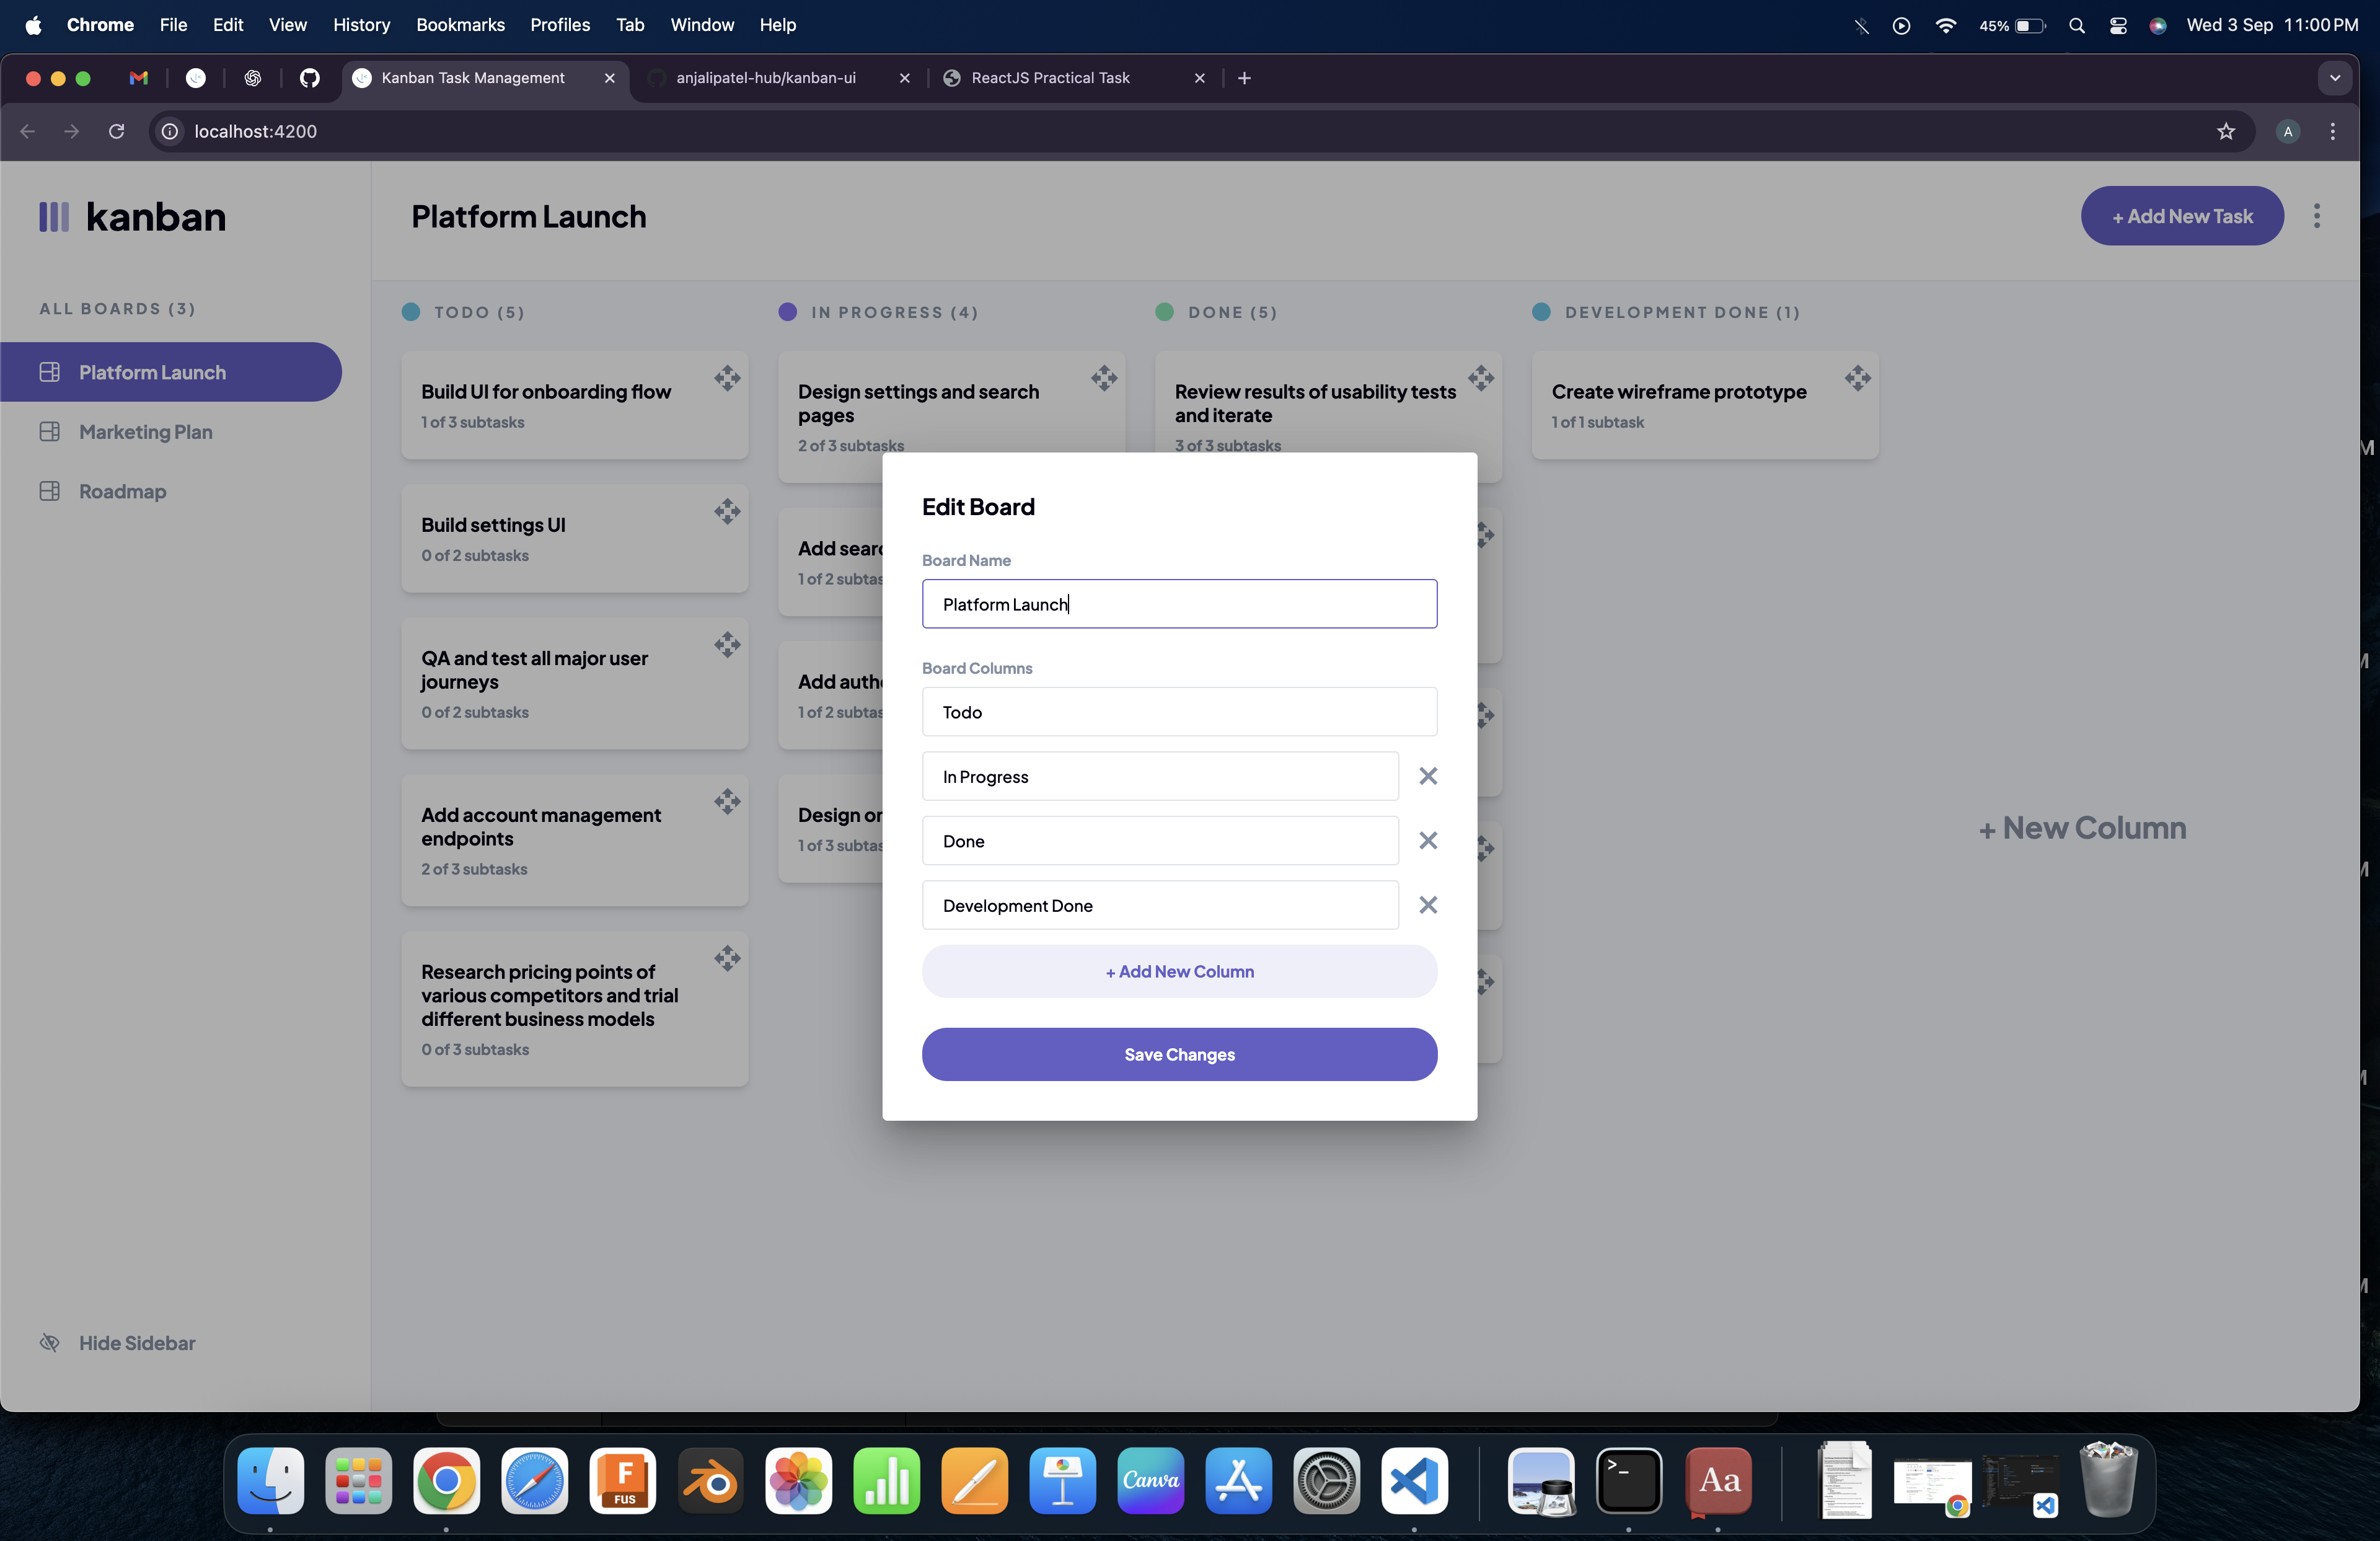 Chrome File Edit View History Bookmarks Profiles Tab Window Help 45% Wed 3 Sep 11:00 PM
Kanban Task Management anjalipatel-hub/kanban-ui ReactJS Practical Task
localhost:4200 A
kanban
Platform Launch
+ Add New Task
ALL BOARDS (3)
Platform Launch
Marketing Plan
Roadmap
Hide Sidebar
TODO (5)
Build UI for onboarding flow
1 of 3 subtasks
Build settings UI
0 of 2 subtasks
QA and test all major user
journeys
0 of 2 subtasks
Add account management
endpoints
2 of 3 subtasks
Research pricing points of
various competitors and trial
different business models
0 of 3 subtasks
IN PROGRESS (4)
Design settings and search
pages
2 of 3 subtasks
Add sear
1 of 2 subtas
Add auth
1 of 2 subtas
Design or
1 of 3 subtas
DONE (5)
Review results of usability tests
and iterate
3 of 3 subtasks
DEVELOPMENT DONE (1)
Create wireframe prototype
1 of 1 subtask
+ New Column
Edit Board
Board Name
Platform Launch
Board Columns
Todo
In Progress
Done
Development Done
+ Add New Column
Save Changes
F
FUS
Canva
>_
Aa